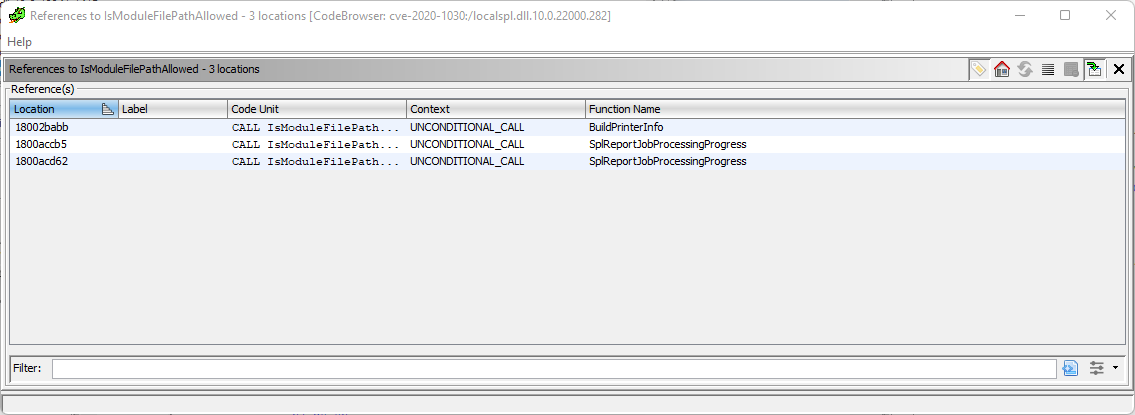 References to IsModuleFilePathAllowed - 3 locations [CodeBrowser: cve-2020-1030:/localspl.dll.10.0.22000.282]
Help
References to IsModuleFilePathAllowed - 3 locations
Reference(s)
Location Label Code Unit Context Function Name
18002babb CALL IsModuleFilePath... UNCONDITIONAL_CALL BuildPrinterInfo
1800accb5 CALL IsModuleFilePath... UNCONDITIONAL_CALL SplReportJobProcessingProgress
1800acd62 CALL IsModuleFilePath... UNCONDITIONAL_CALL SplReportJobProcessingProgress
Filter: